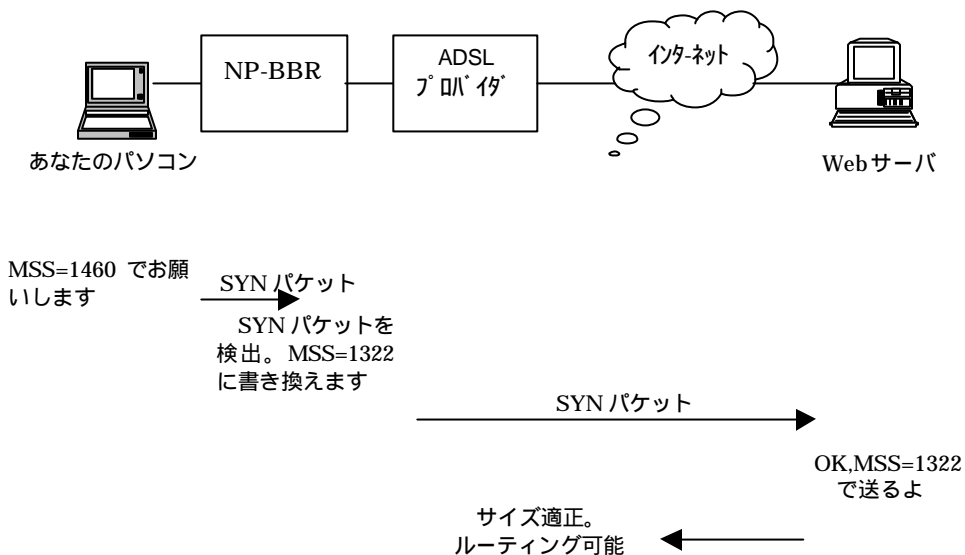 NP-BBR
ADSL
ﾌﾟﾛﾊﾞｲﾀﾞ
ｲﾝﾀｰﾈｯﾄ
あなたのパソコン
Webサーバ
MSS=1460 でお願
いします
SYN パケット
SYN パケットを
検出。MSS=1322
に書き換えます
SYN パケット
OK,MSS=1322
で送るよ
サイズ適正。
ルーティング可能